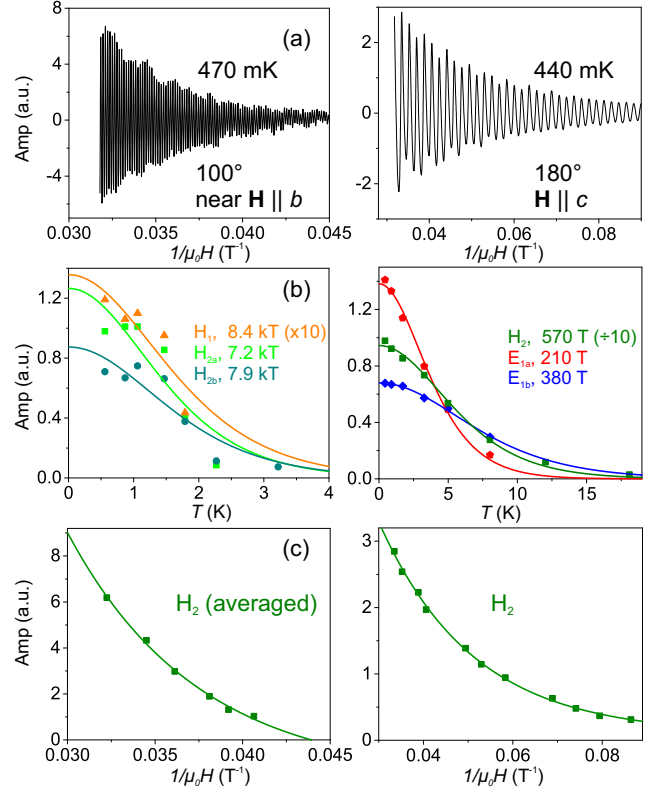 (a)
470 mK
100°
near H || b
Amp (a.u.)
8
4
0
-4
0.030
0.035
0.040
0.045
1/μ₀H (T⁻¹)
440 mK
180°
H || c
2
0
-2
0.04
0.06
0.08
1/μ₀H (T⁻¹)
(b)
H₁, 8.4 kT (x10)
H₂ₐ, 7.2 kT
H₂b, 7.9 kT
Amp (a.u.)
1.2
0.8
0.4
0.0
0
1
2
3
4
T (K)
H₂, 570 T (÷10)
E₁ₐ, 210 T
E₁b, 380 T
1.2
0.8
0.4
0.0
0
5
10
15
T (K)
(c)
H₂ (averaged)
Amp (a.u.)
8
6
4
2
0
0.030
0.035
0.040
0.045
1/μ₀H (T⁻¹)
H₂
3
2
1
0
0.04
0.06
0.08
1/μ₀H (T⁻¹)